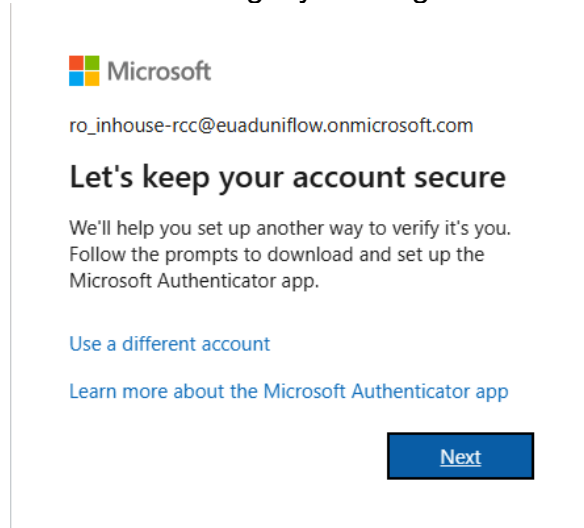 Microsoft
ro_inhouse-rcc@euaduniflow.onmicrosoft.com
Let's keep your account secure
We'll help you set up another way to verify it's you.
Follow the prompts to download and set up the
Microsoft Authenticator app.
Use a different account
Learn more about the Microsoft Authenticator app
Next